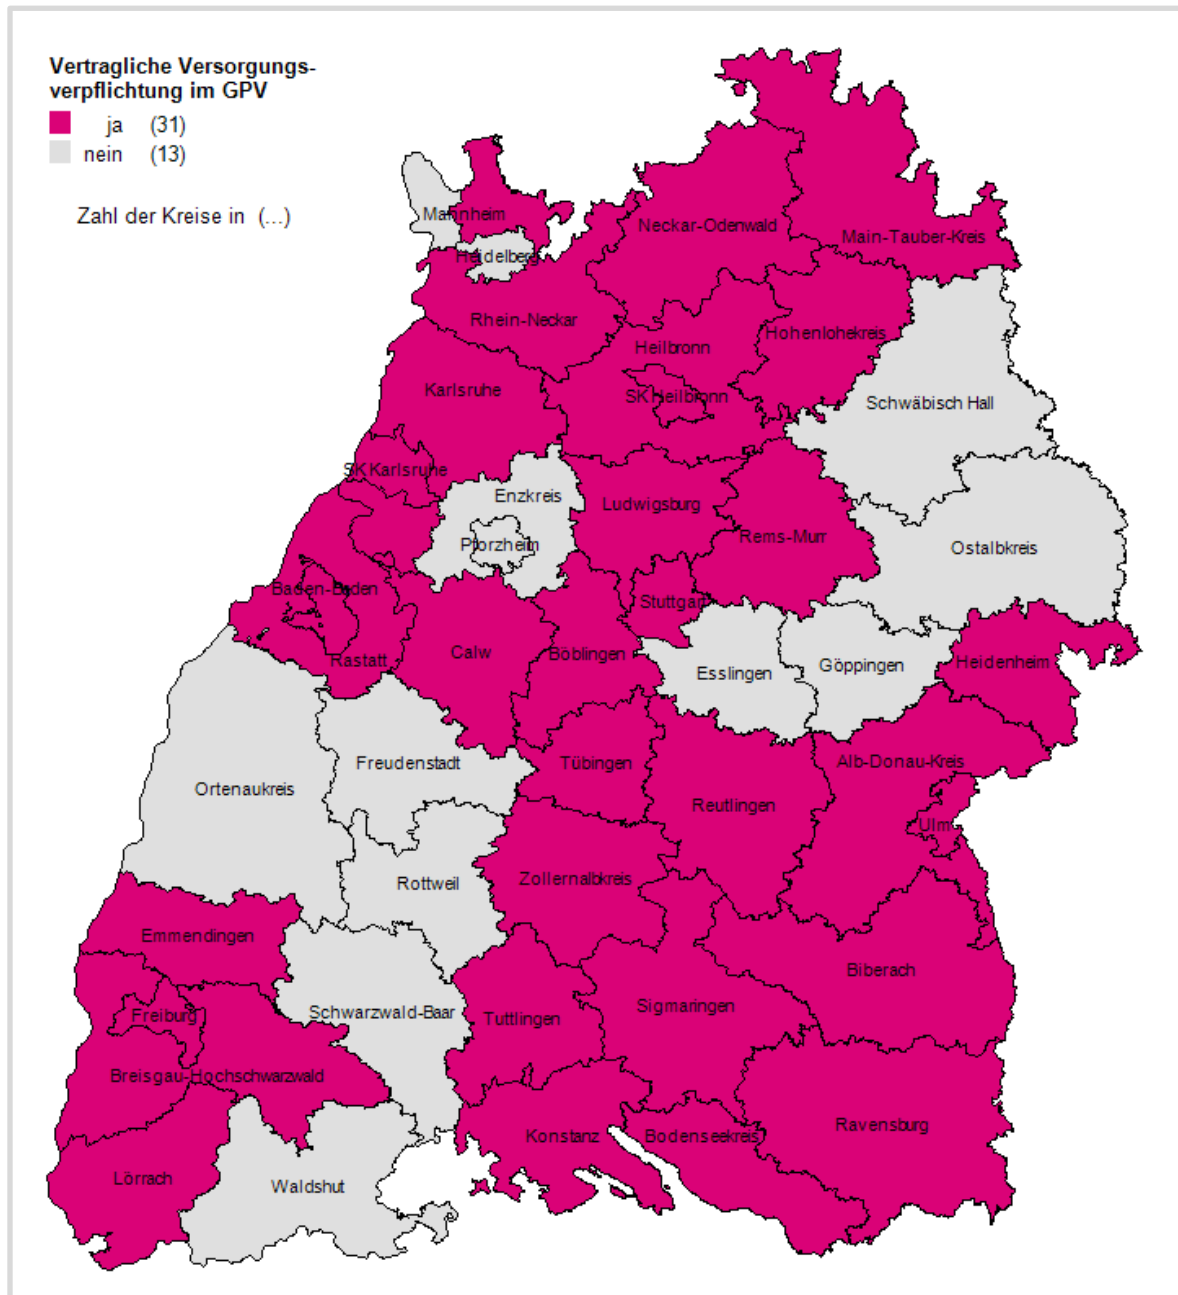 Vertragliche Versorgungs-
verpflichtung im GPV
ja (31)
nein (13)
Zahl der Kreise in (...)
Mannheim
Neckar-Odenwald
Main-Tauber-Kreis
Heidelberg
Rhein-Neckar
Hohenlohekreis
Heilbronn
Karlsruhe
SK Heilbronn
Schwäbisch Hall
SK Karlsruhe
Enzkreis
Ludwigsburg
Rems-Murr
Pforzheim
Ostalbkreis
Baden-Baden
Stuttgart
Rastatt
Calw
Böblingen
Esslingen
Göppingen
Heidenheim
Freudenstadt
Tübingen
Alb-Donau-Kreis
Ortenaukreis
Reutlingen
Ulm
Rottweil
Zollernalbkreis
Emmendingen
Biberach
Freiburg
Schwarzwald-Baar
Tuttlingen
Sigmaringen
Breisgau-Hochschwarzwald
Konstanz
Bodenseekreis
Ravensburg
Lörrach
Waldshut